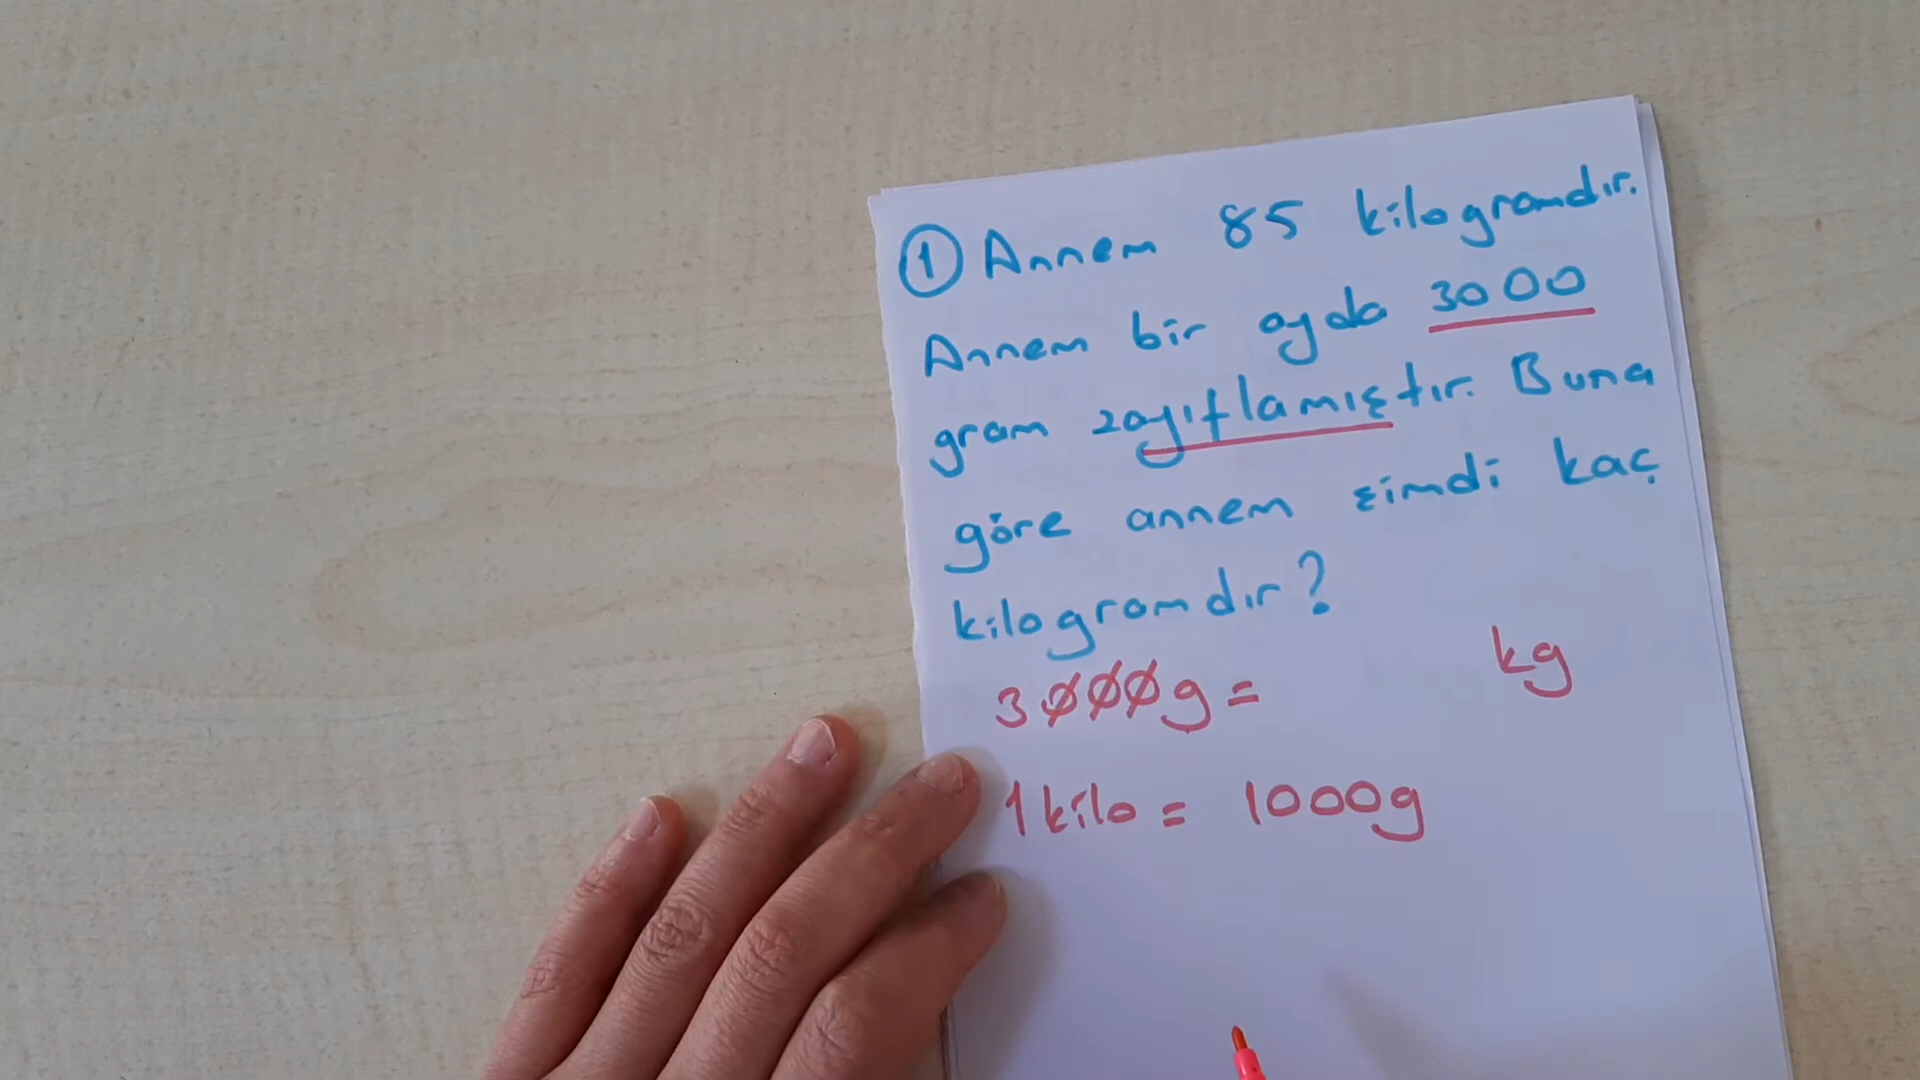 ① Annem 85 kilogramdır.
Annem bir ayda 3000
gram zayıflamıştır. Buna
göre annem şimdi kaç
kilogramdır?
3000g = kg
1 kilo = 1000g